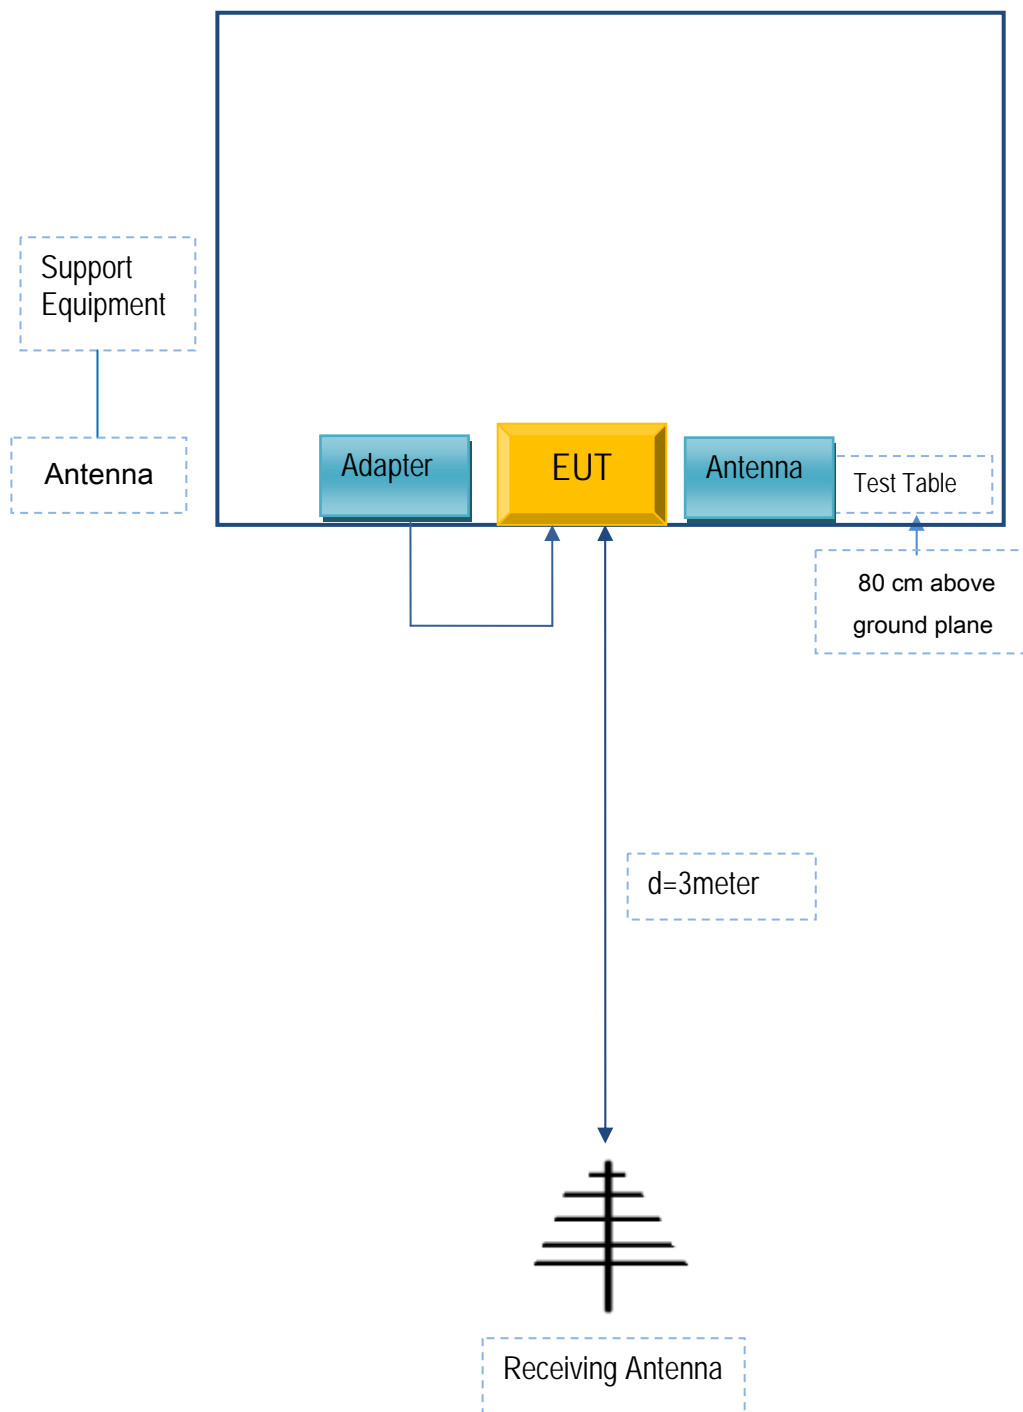 Support
Equipment
Antenna
Adapter
EUT
Antenna
Test Table
80 cm above
ground plane
d=3meter
Receiving Antenna